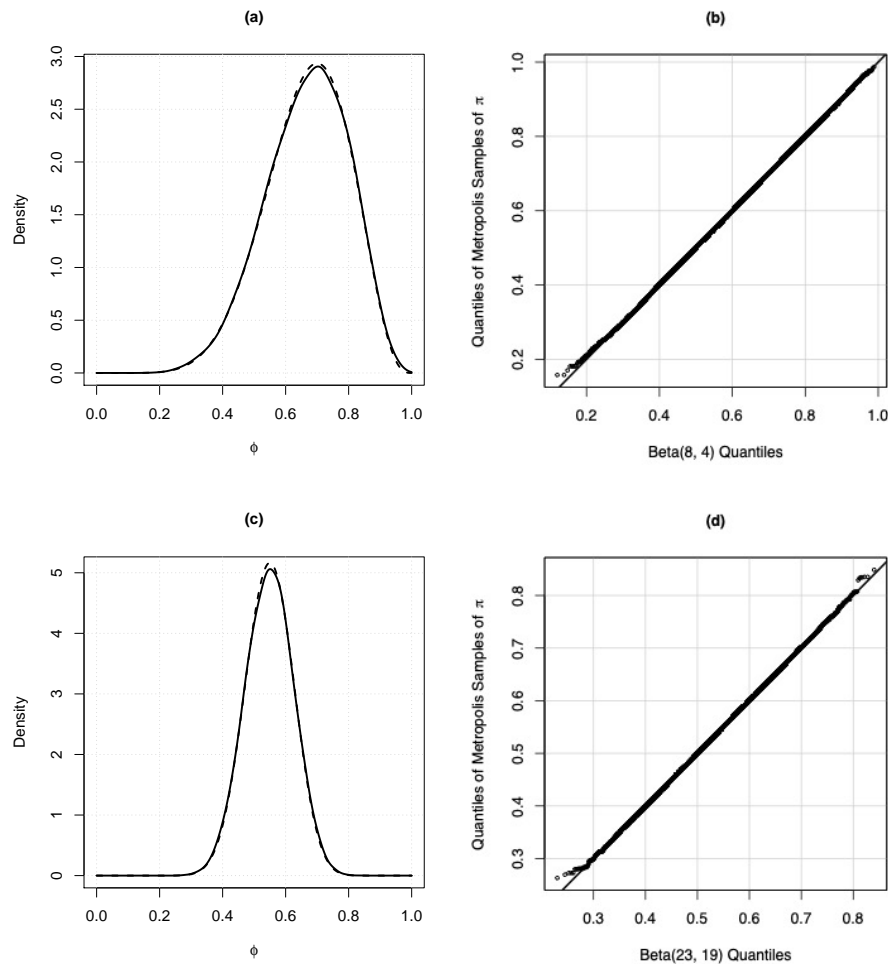 (a)
Density
0.0 0.5 1.0 1.5 2.0 2.5 3.0
0.0 0.2 0.4 0.6 0.8 1.0
ϕ
(b)
Quantiles of Metropolis Samples of π
0.2 0.4 0.6 0.8 1.0
0.2 0.4 0.6 0.8 1.0
Beta(8, 4) Quantiles
(c)
Density
0 1 2 3 4 5
0.0 0.2 0.4 0.6 0.8 1.0
ϕ
(d)
Quantiles of Metropolis Samples of π
0.3 0.4 0.5 0.6 0.7 0.8
0.3 0.4 0.5 0.6 0.7 0.8
Beta(23, 19) Quantiles